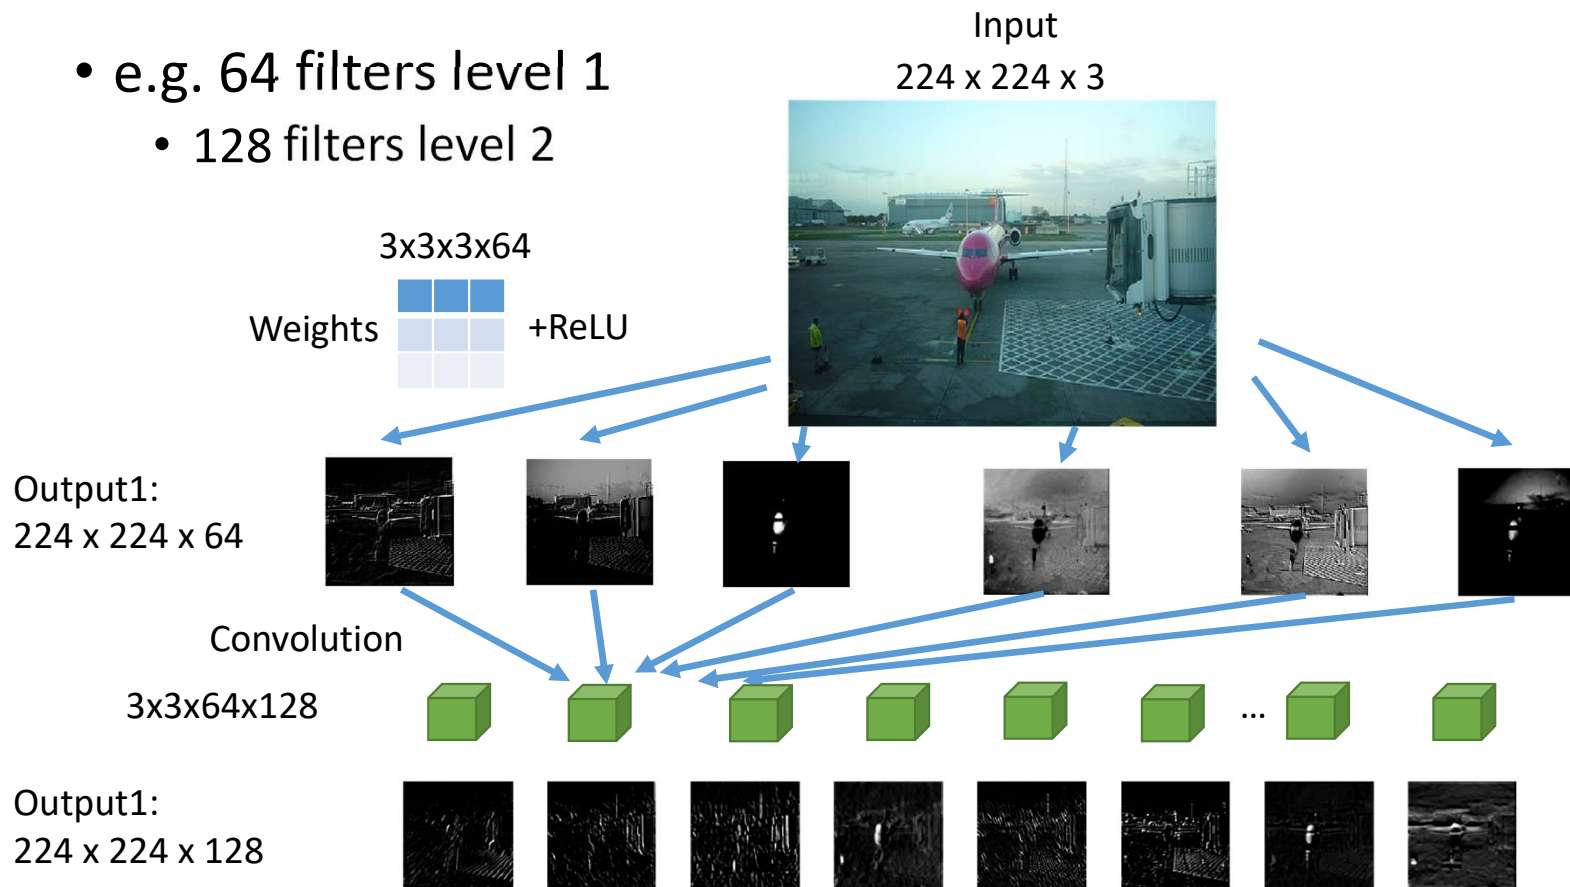 • e.g. 64 filters level 1
• 128 filters level 2
Input
224 x 224 x 3
3x3x3x64
Weights
+ReLU
Output1:
224 x 224 x 64
Convolution
3x3x64x128
...
Output1:
224 x 224 x 128